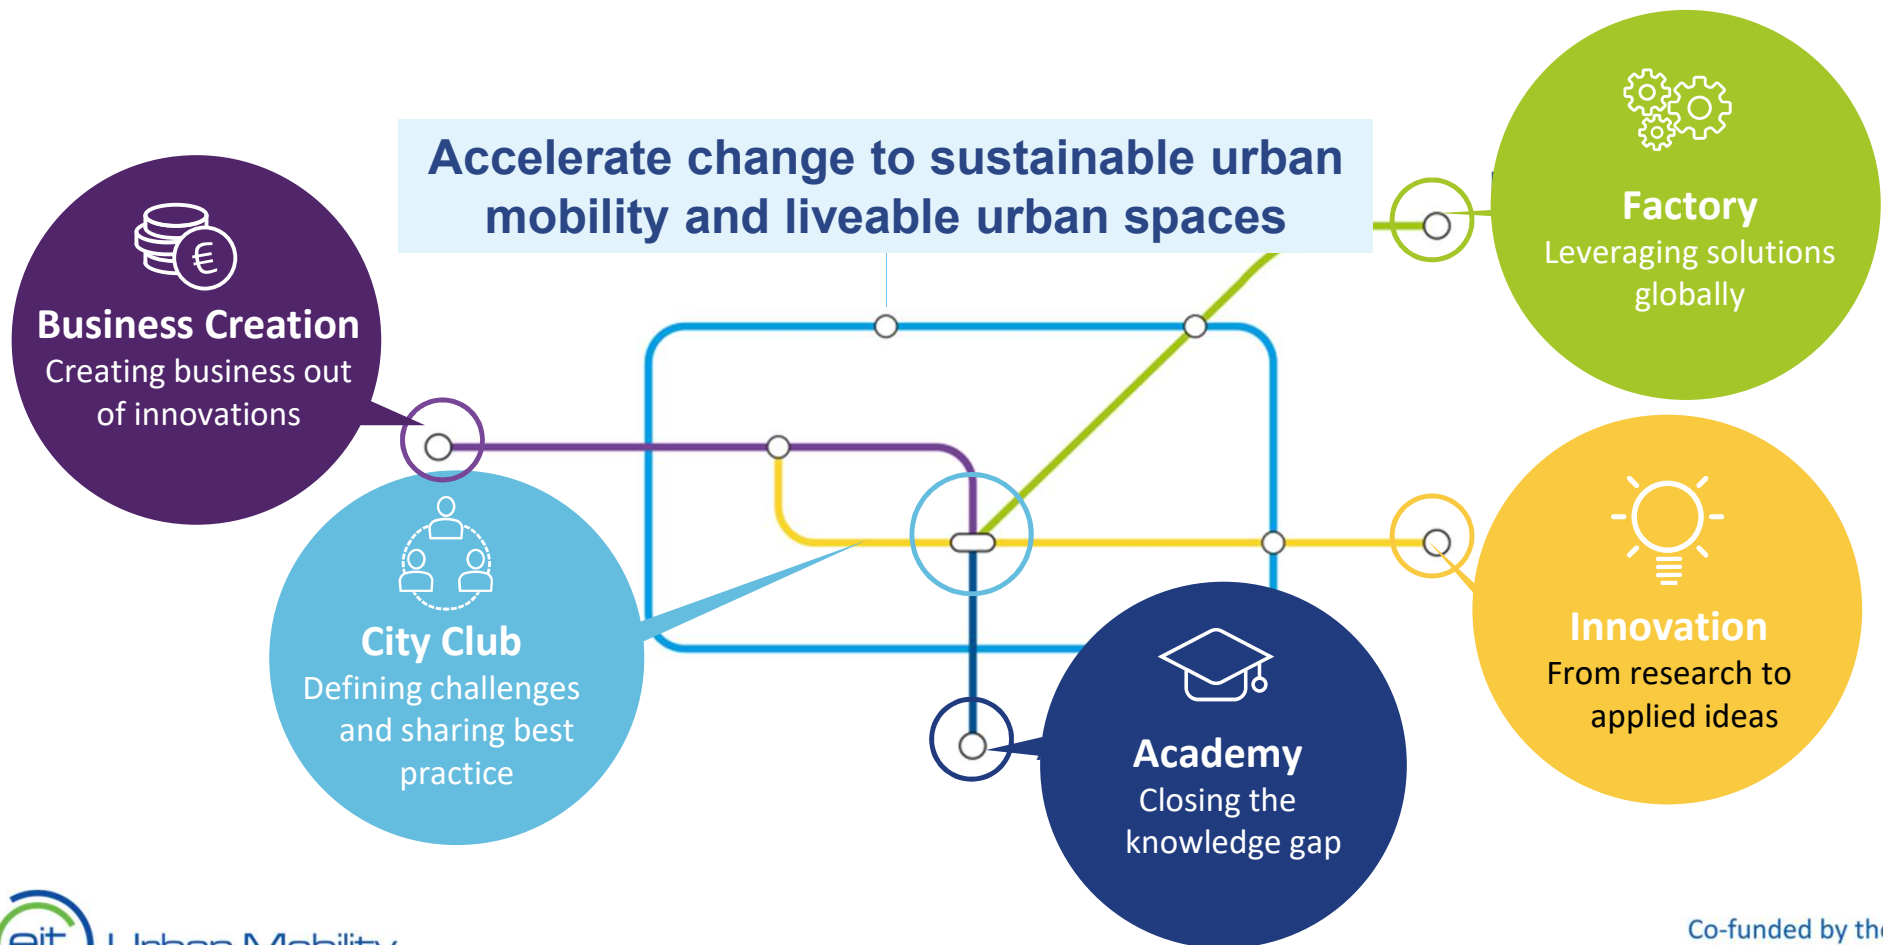 Accelerate change to sustainable urban
mobility and liveable urban spaces
Factory
Leveraging solutions
globally
€
Business Creation
Creating business out
of innovations
City Club
Defining challenges
and sharing best
practice
Innovation
From research to
applied ideas
Academy
Closing the
knowledge gap
eit Urban Mobility
Co-funded by the